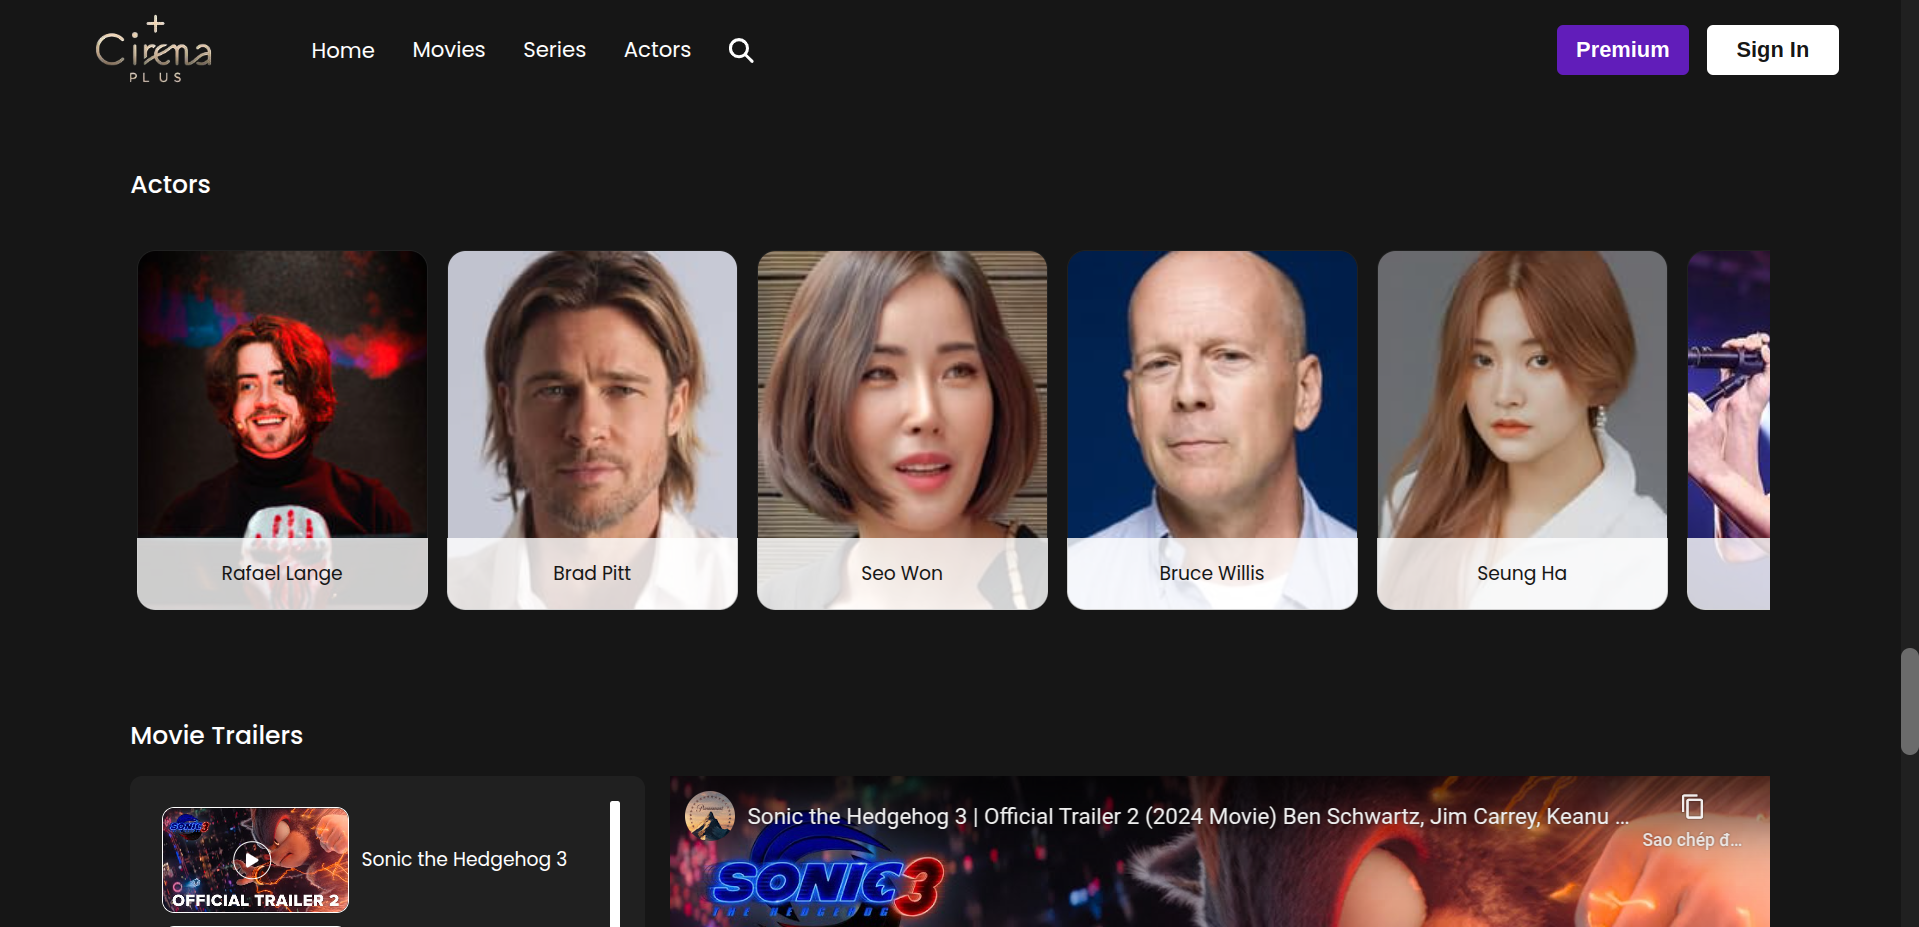 Cinema
PLUS
Home
Movies
Series
Actors
Premium
Sign In
Actors
Rafael Lange
Brad Pitt
Seo Won
Bruce Willis
Seung Ha
Movie Trailers
SONIC 3
OFFICIAL TRAILER 2
Sonic the Hedgehog 3
Sonic the Hedgehog 3 | Official Trailer 2 (2024 Movie) Ben Schwartz, Jim Carrey, Keanu ...
Sao chép đ...
SONIC 3
THE HEDGEHOG